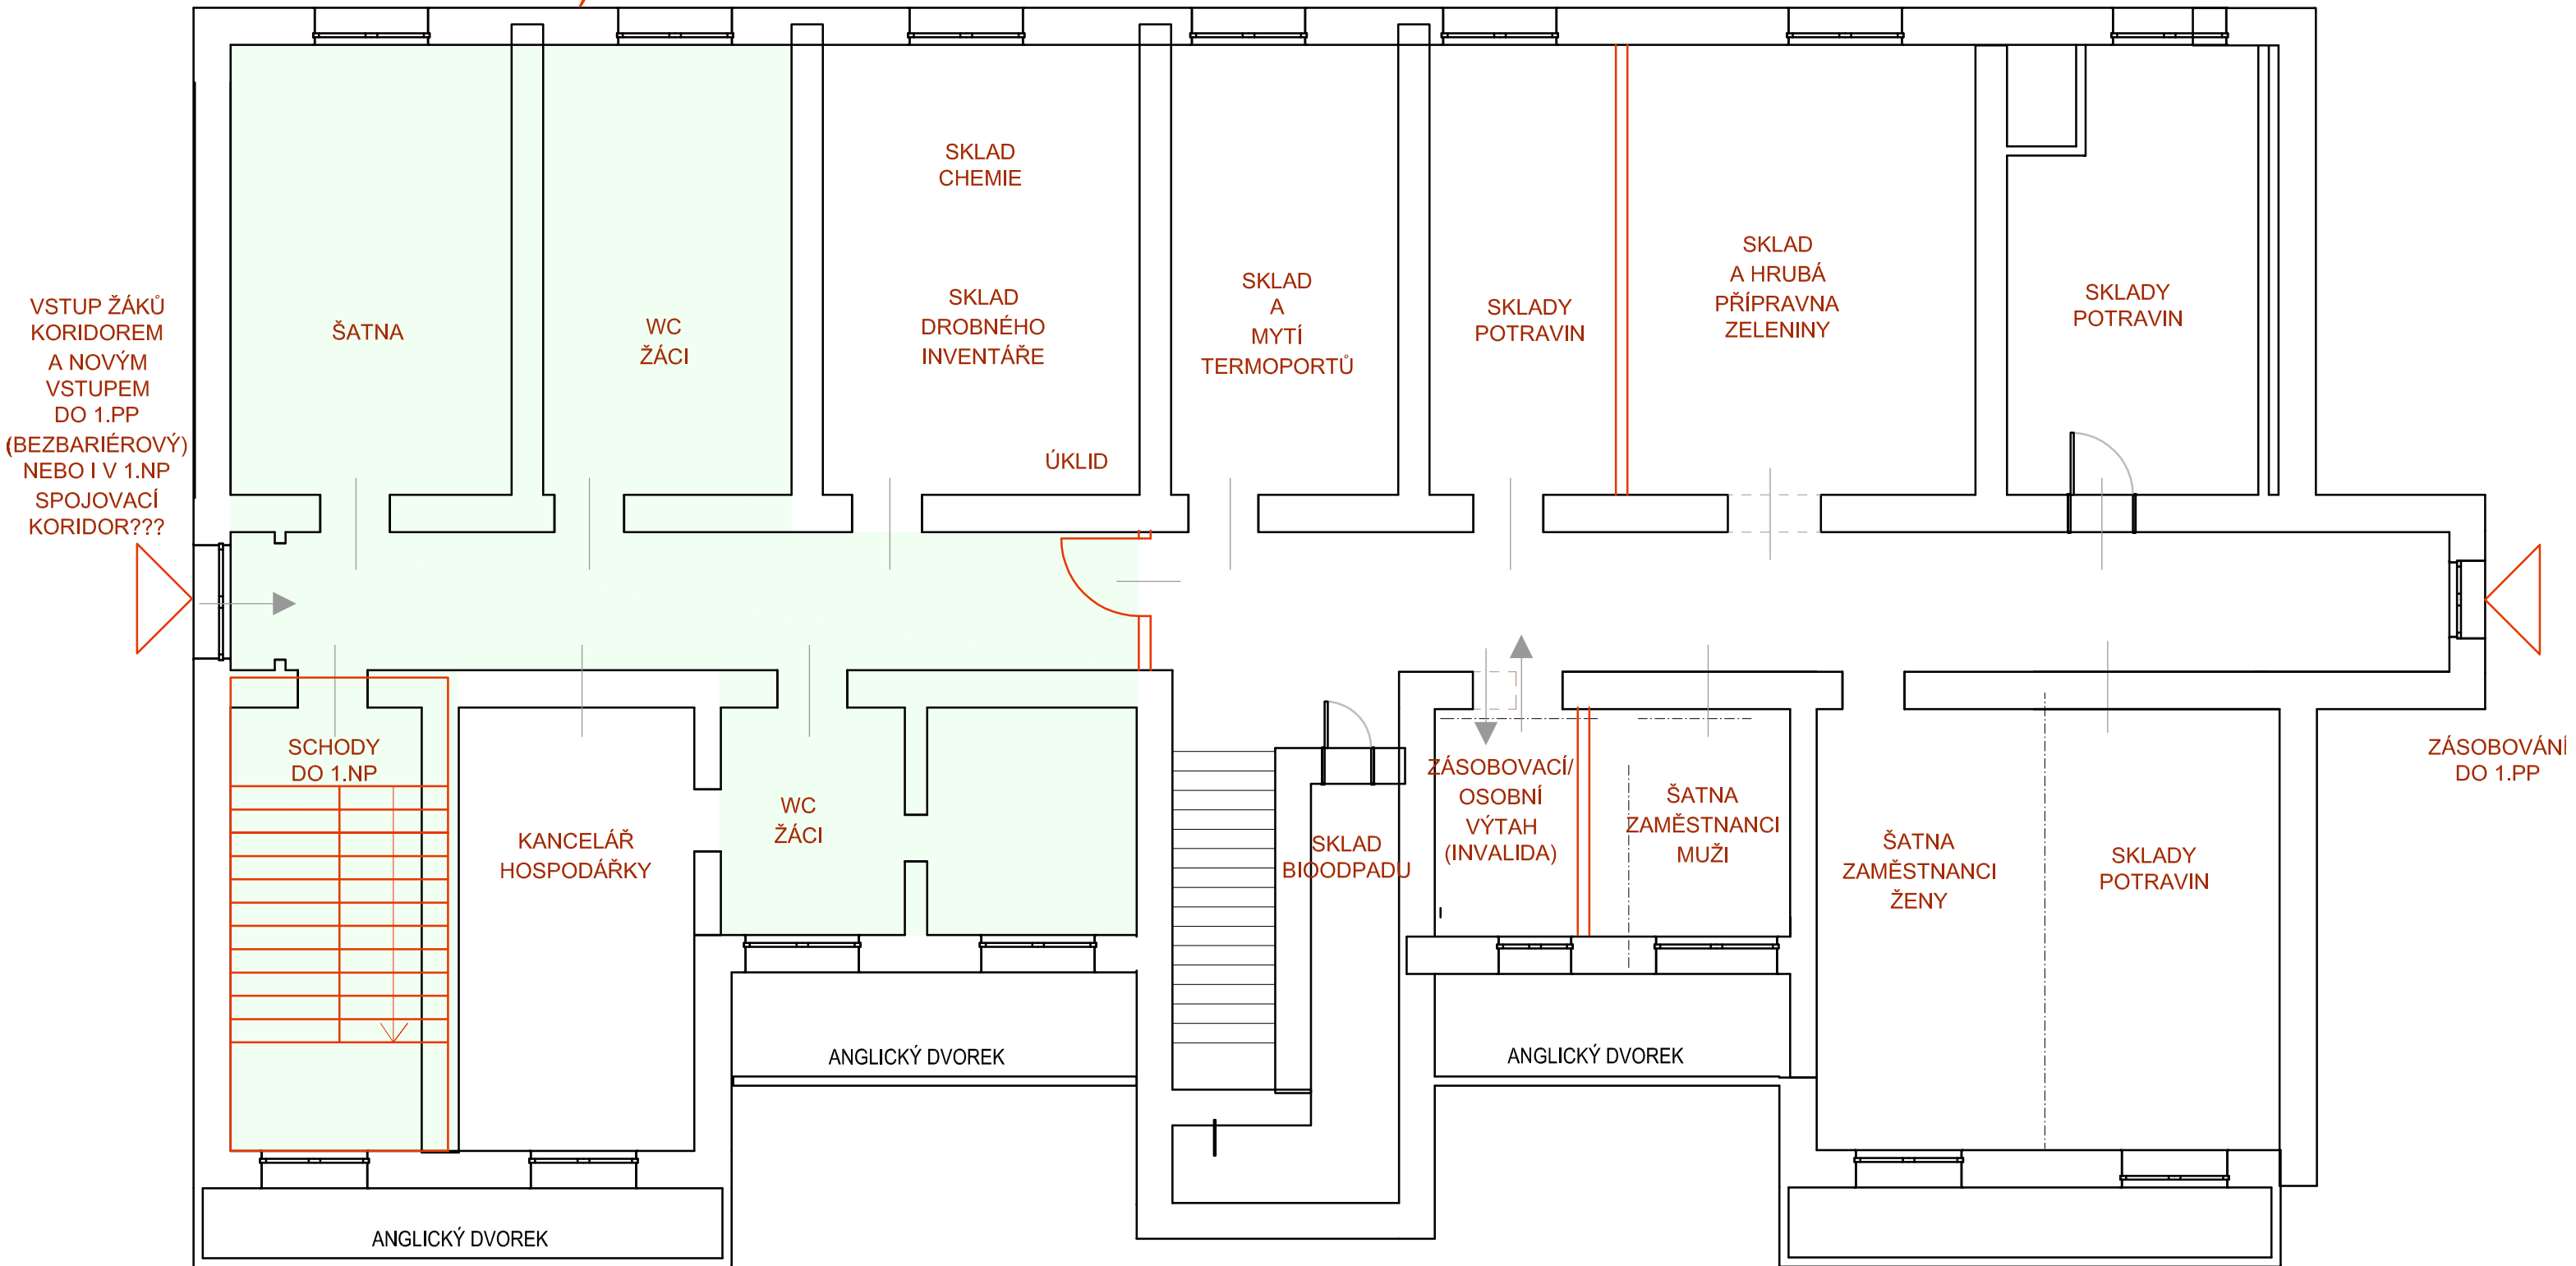 VSTUP ŽÁKŮ
KORIDOREM
A NOVÝM
VSTUPEM
DO 1.PP
(BEZBARIÉROVÝ)
NEBO I V 1.NP
SPOJOVACÍ
KORIDOR???
ŠATNA
WC
ŽÁCI
SKLAD
CHEMIE
SKLAD
DROBNÉHO
INVENTÁŘE
ÚKLID
SKLAD
A
MYTÍ
TERMOPORTŮ
SKLADY
POTRAVIN
SKLAD
A HRUBÁ
PŘÍPRAVNA
ZELENINY
SKLADY
POTRAVIN
SCHODY
DO 1.NP
KANCELÁŘ
HOSPODÁŘKY
WC
ŽÁCI
SKLAD
BIOODPADU
ZÁSOBOVACÍ/
OSOBNÍ
VÝTAH
(INVALIDA)
ŠATNA
ZAMĚSTNANCI
MUŽI
ŠATNA
ZAMĚSTNANCI
ŽENY
SKLADY
POTRAVIN
ZÁSOBOVÁNÍ
DO 1.PP
ANGLICKÝ DVOREK
ANGLICKÝ DVOREK
ANGLICKÝ DVOREK